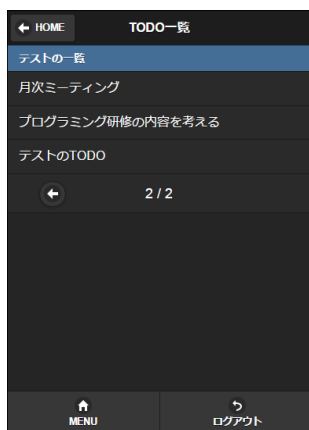 HOME TODO一覧
テストの一覧
月次ミーティング
プログラミング研修の内容を考える
テストのTODO
2 / 2
MENU ログアウト